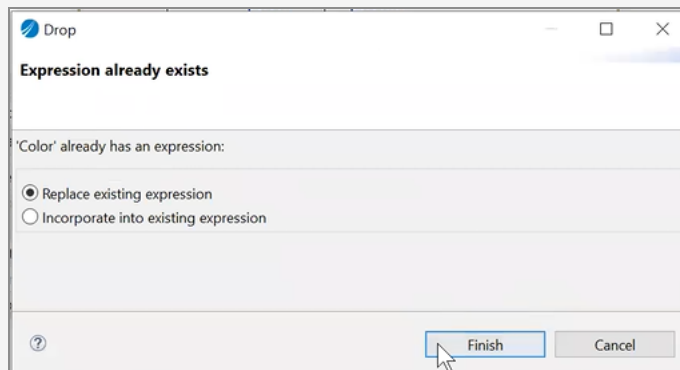 Drop
Expression already exists
'Color' already has an expression:
Replace existing expression
Incorporate into existing expression
?
Finish
Cancel